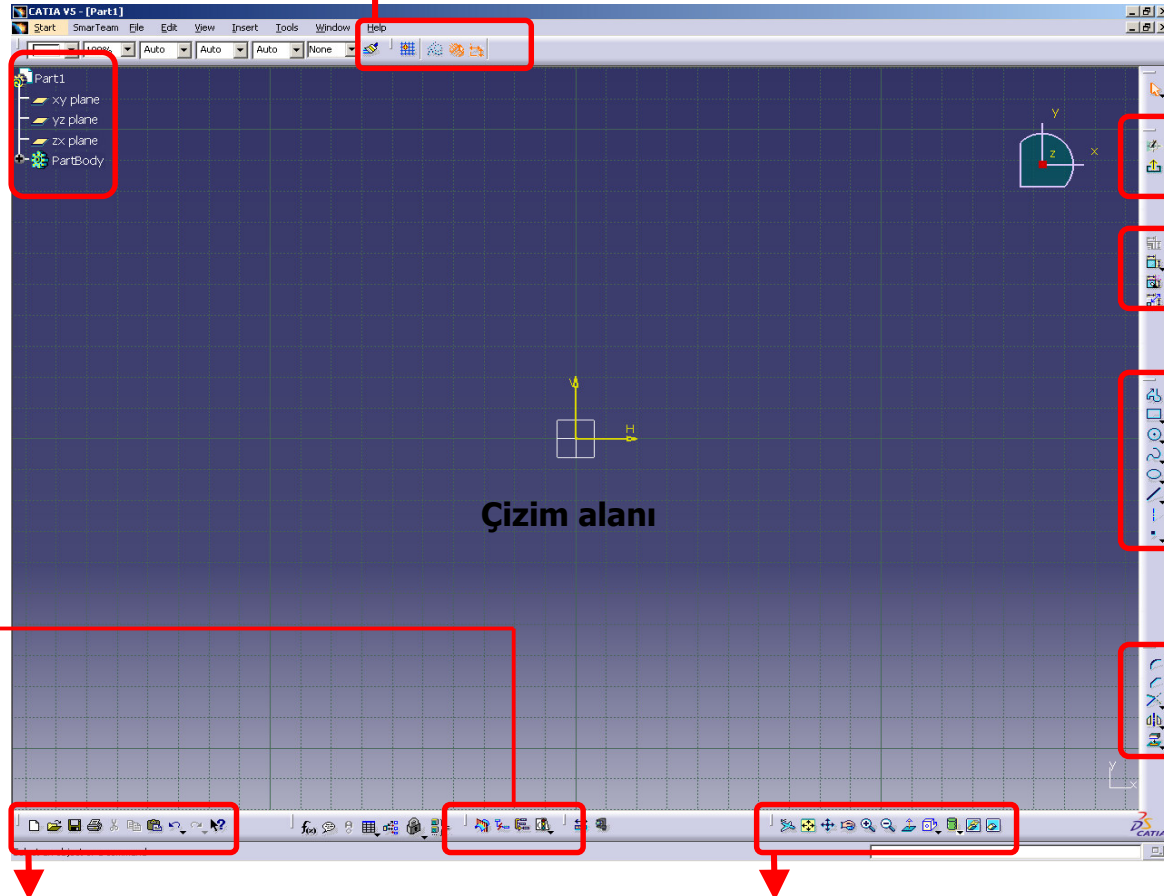 CATIA V5 - [Part1]
Start SmarTeam File Edit View Insert Tools Window Help
100% Auto Auto Auto None
Part1
xy plane
yz plane
zx plane
PartBody
y
z x
V
H
Çizim alanı
y
x
CATIA